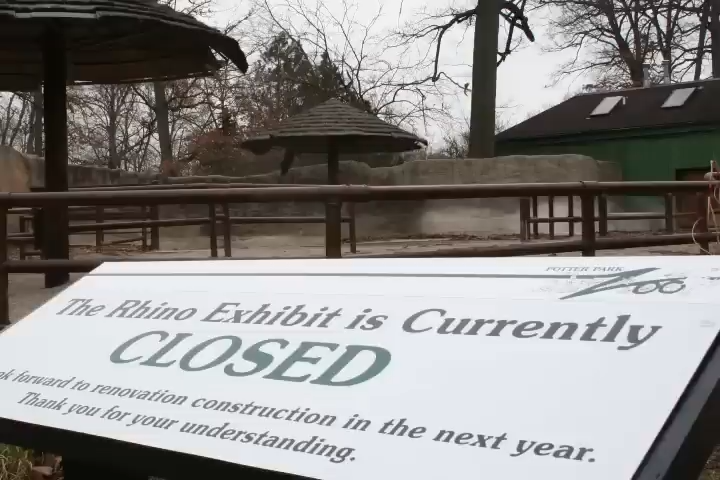 POTTER PARK
ZOO
The Rhino Exhibit is Currently
CLOSED
ok forward to renovation construction in the next year.
Thank you for your understanding.